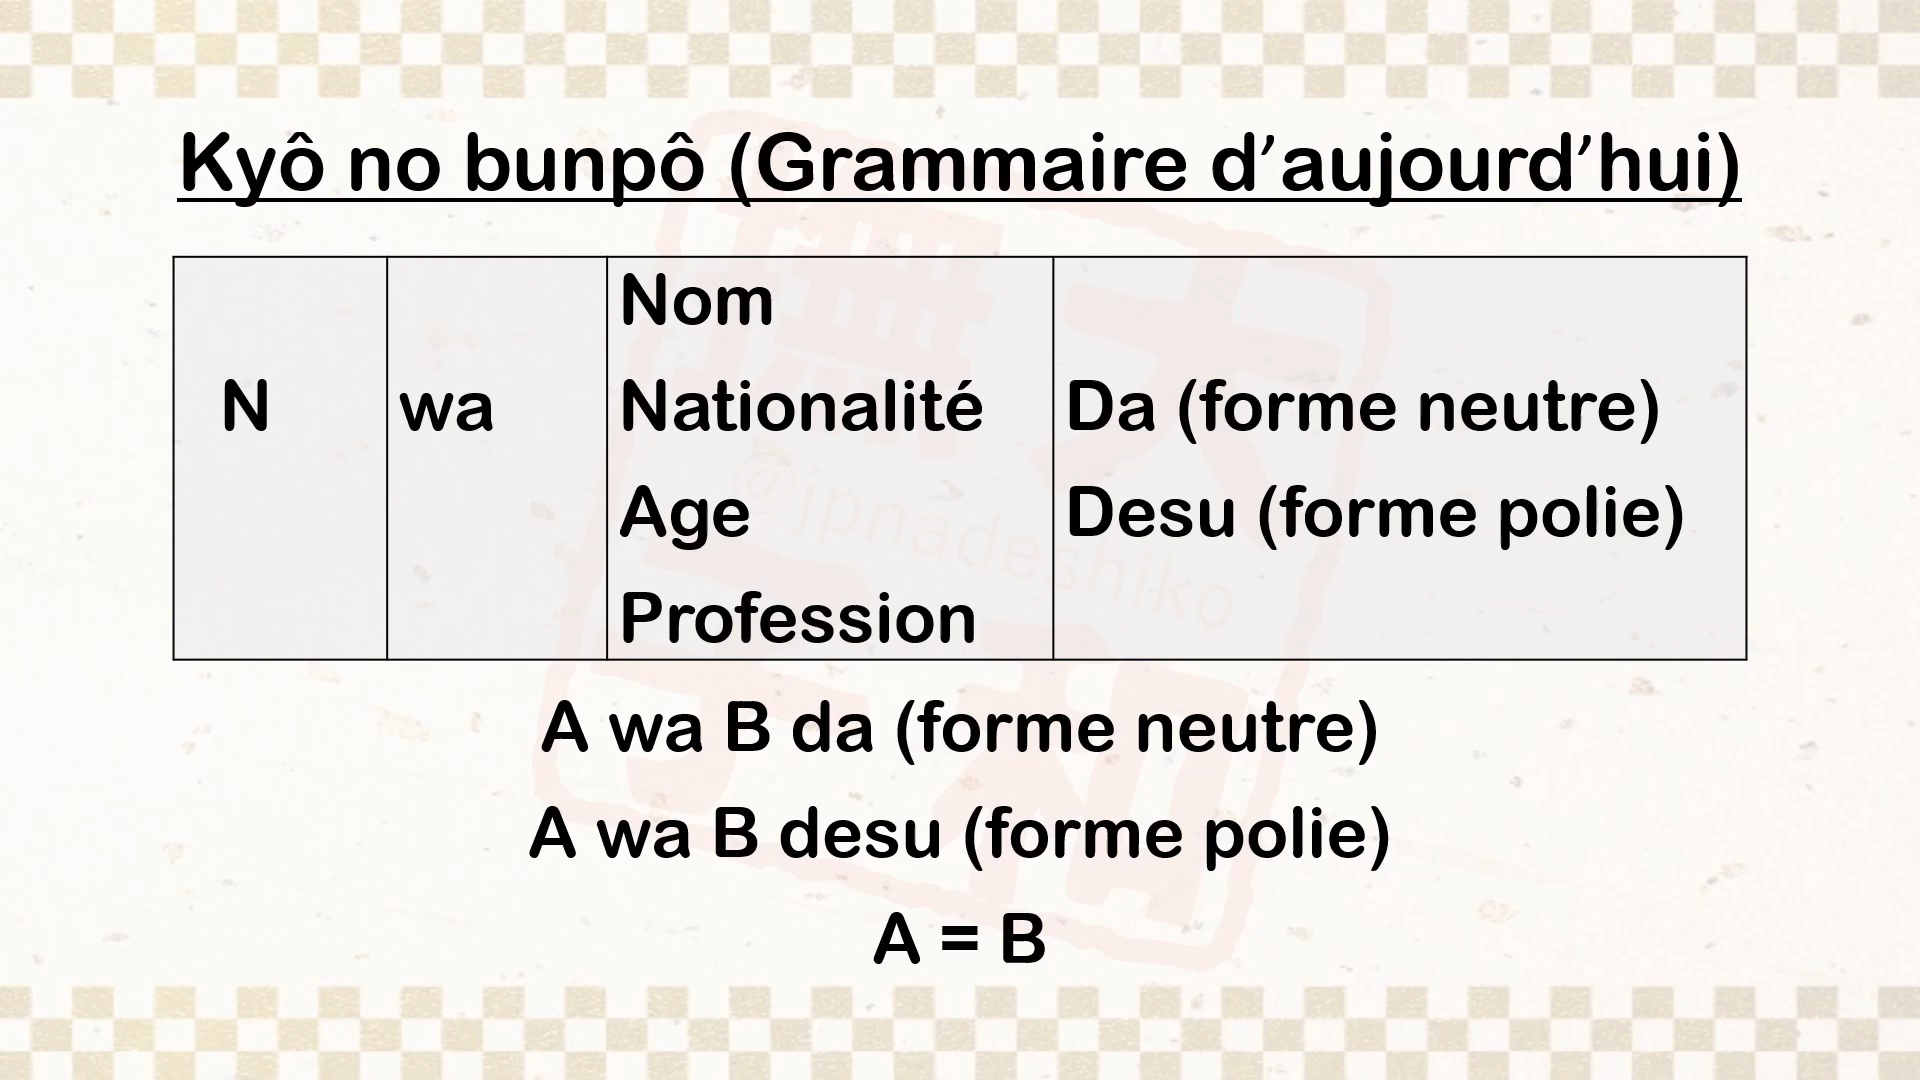 Kyô no bunpô (Grammaire d’aujourd’hui)
Nom
N wa Nationalité Da (forme neutre)
Age Desu (forme polie)
Profession
@jpnadeshiko
A wa B da (forme neutre)
A wa B desu (forme polie)
A = B